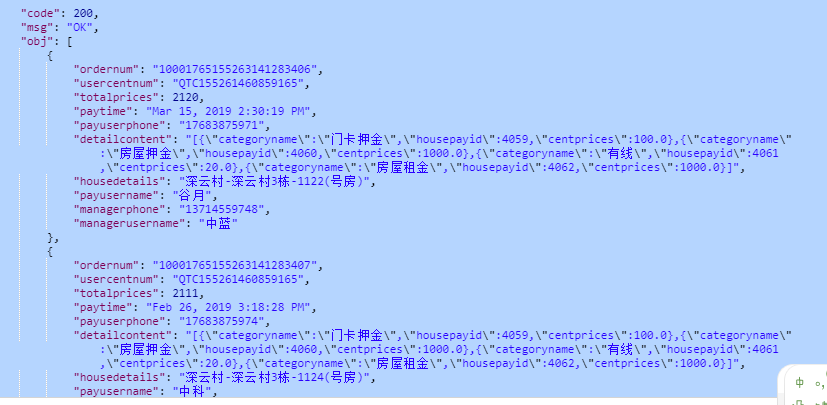 "code": 200,
"msg": "OK",
"obj": [
{
"ordernum": "10001765155263141283406",
"usercentnum": "QTC155261460859165",
"totalprices": 2120,
"paytime": "Mar 15, 2019 2:30:19 PM",
"payuserphone": "17683875971",
"detailcontent": "[{\"categoryname\":\"门卡押金\",\"housepayid\":4059,\"centprices\":100.0},{\"categoryname\"
:\"房屋押金\",\"housepayid\":4060,\"centprices\":1000.0},{\"categoryname\":\"有线\",\"housepayid\":4061
,\"centprices\":20.0},{\"categoryname\":\"房屋租金\",\"housepayid\":4062,\"centprices\":1000.0}]",
"housedetails": "深云村-深云村3栋-1122(号房)",
"payusername": "谷月",
"managerphone": "13714559748",
"managerusername": "中蓝"
},
{
"ordernum": "10001765155263141283407",
"usercentnum": "QTC155261460859165",
"totalprices": 2111,
"paytime": "Feb 26, 2019 3:18:28 PM",
"payuserphone": "17683875974",
"detailcontent": "[{\"categoryname\":\"门卡押金\",\"housepayid\":4059,\"centprices\":100.0},{\"categoryname\"
:\"房屋押金\",\"housepayid\":4060,\"centprices\":1000.0},{\"categoryname\":\"有线\",\"housepayid\":4061
,\"centprices\":20.0},{\"categoryname\":\"房屋租金\",\"housepayid\":4062,\"centprices\":1000.0}]",
"housedetails": "深云村-深云村3栋-1124(号房)",
"payusername": "中科",
中 。,